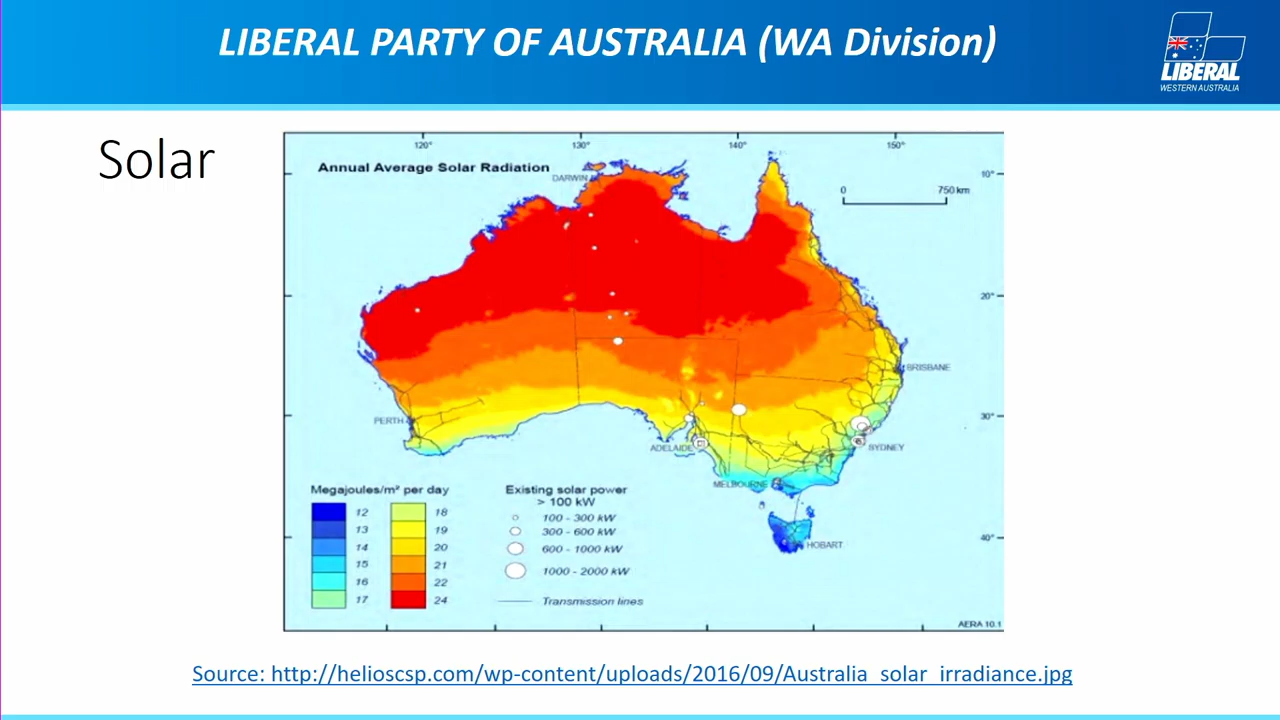 LIBERAL PARTY OF AUSTRALIA (WA Division)
LIBERAL
WESTERN AUSTRALIA
Solar
120°
130°
140°
150°
Annual Average Solar Radiation
DARWIN
10°
0
750 km
20°
BRISBANE
30°
PERTH
ADELAIDE
SYDNEY
MELBOURNE
HOBART
40°
Megajoules/m² per day
12
13
14
15
16
17
18
19
20
21
22
24
Existing solar power
> 100 kW
100 - 300 kW
300 - 600 kW
600 - 1000 kW
1000 - 2000 kW
Transmission lines
AERA 10.1
Source: http://helioscsp.com/wp-content/uploads/2016/09/Australia_solar_irradiance.jpg